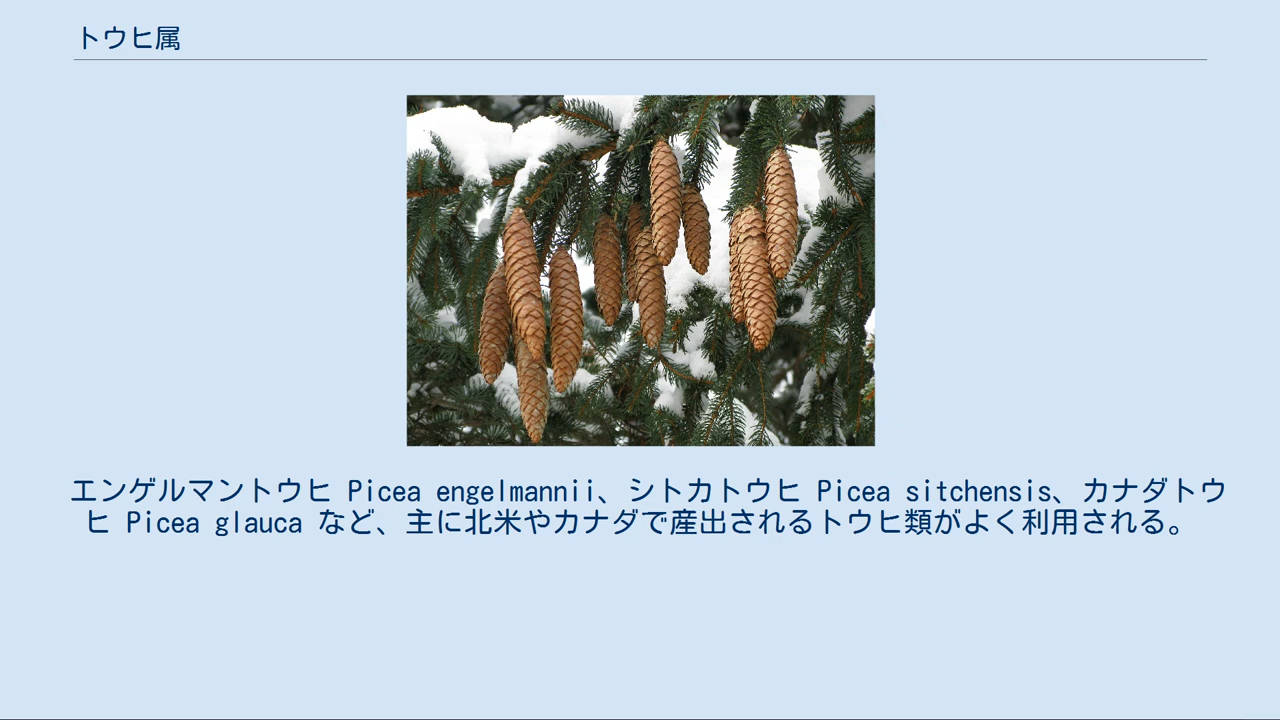 トウヒ属
エンゲルマントウヒ Picea engelmannii、シトカトウヒ Picea sitchensis、カナダトウ
ヒ Picea glauca など、主に北米やカナダで産出されるトウヒ類がよく利用される。